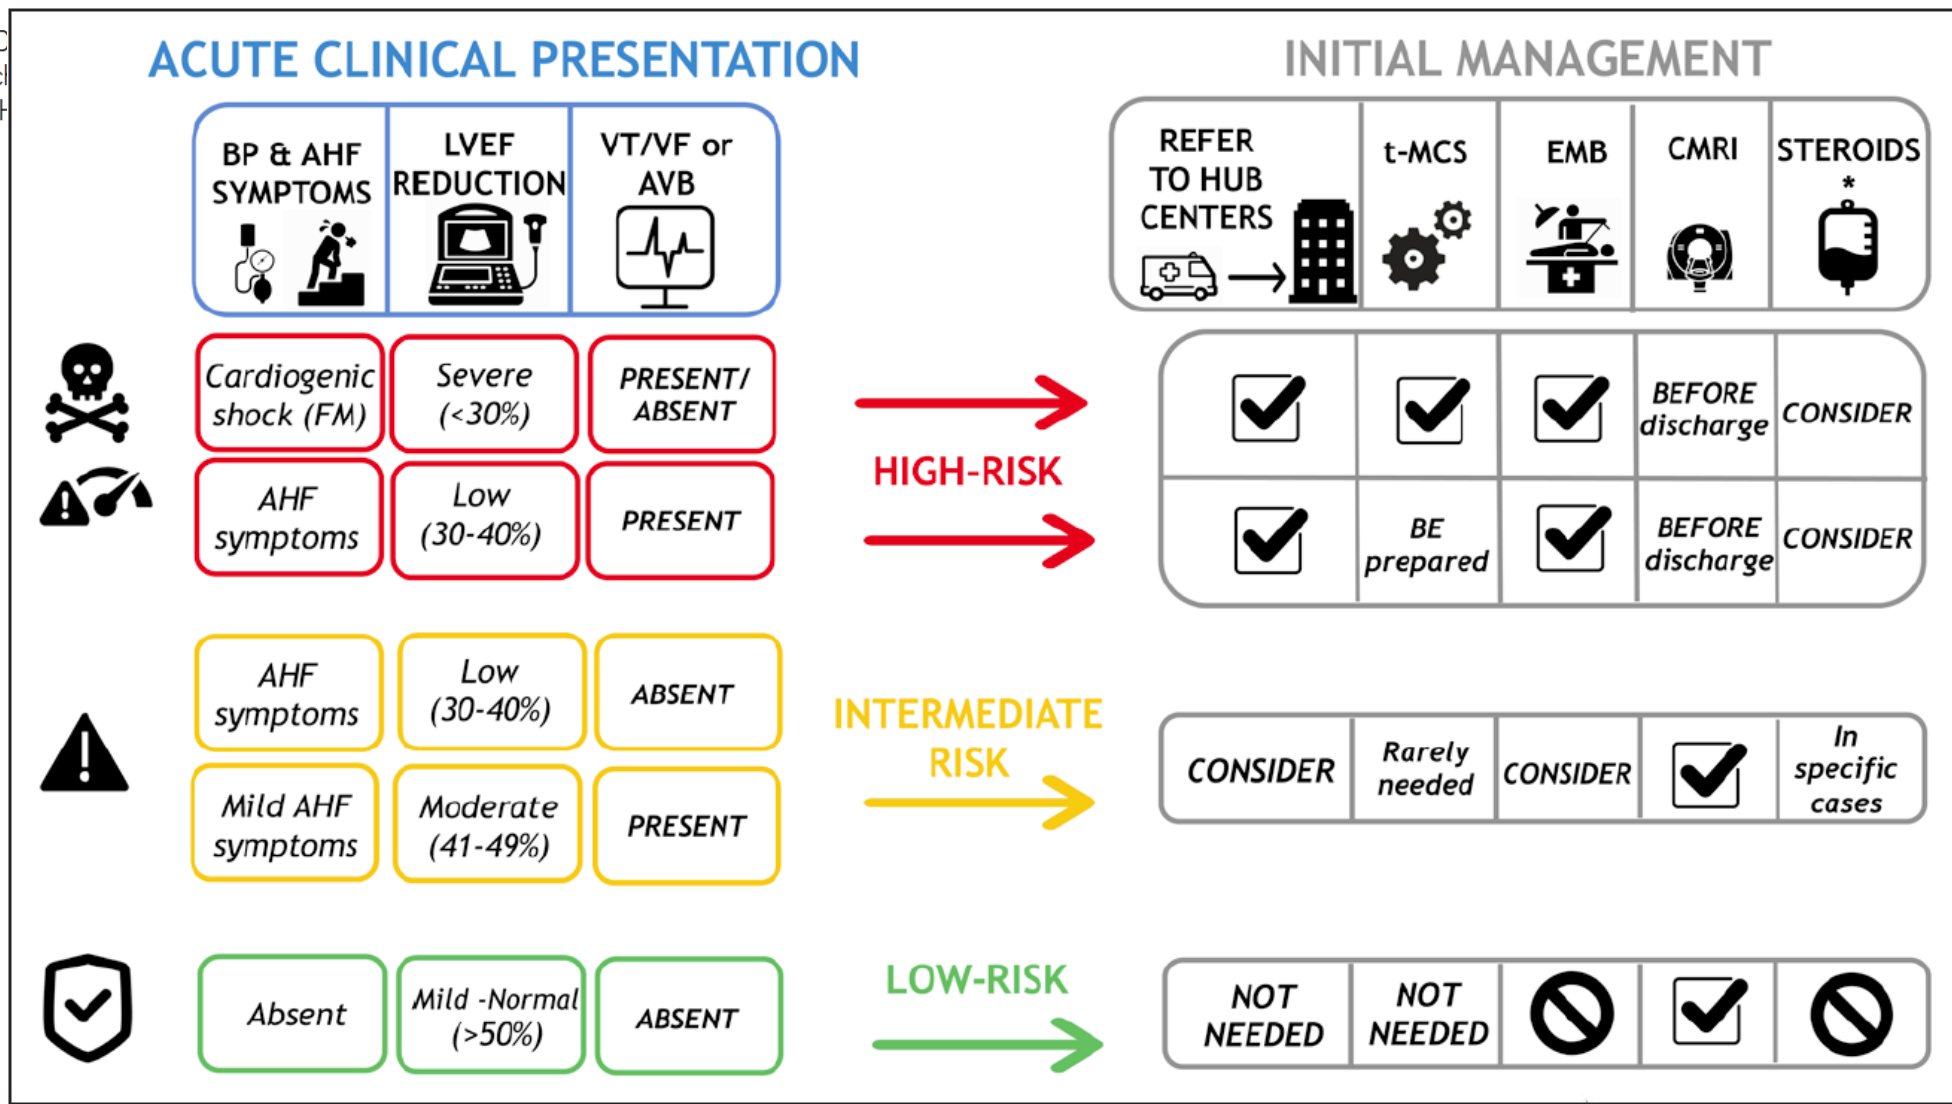 ACUTE CLINICAL PRESENTATION
INITIAL MANAGEMENT
BP & AHF
SYMPTOMS
LVEF
REDUCTION
VT/VF or
AVB
REFER
TO HUB
CENTERS
t-MCS
EMB
CMRI
STEROIDS
*
Cardiogenic
shock (FM)
Severe
(<30%)
PRESENT/
ABSENT
BEFORE
discharge
CONSIDER
HIGH-RISK
AHF
symptoms
Low
(30-40%)
PRESENT
BE
prepared
BEFORE
discharge
CONSIDER
AHF
symptoms
Low
(30-40%)
ABSENT
INTERMEDIATE
RISK
Mild AHF
symptoms
Moderate
(41-49%)
PRESENT
CONSIDER
Rarely
needed
CONSIDER
In
specific
cases
Absent
Mild -Normal
(>50%)
ABSENT
LOW-RISK
NOT
NEEDED
NOT
NEEDED